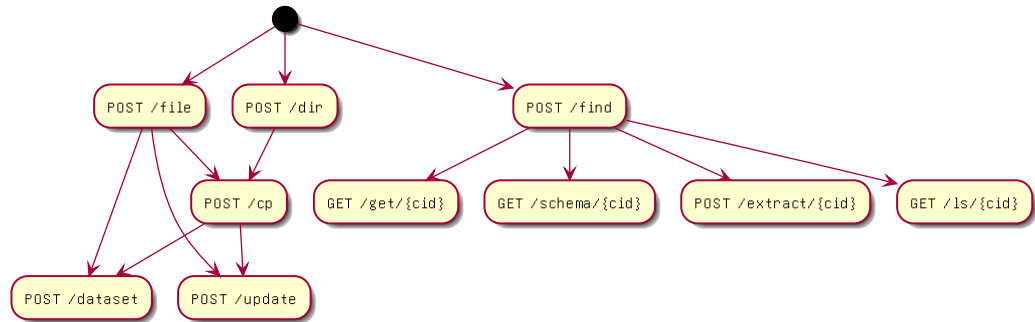 POST /file
POST /dir
POST /find
POST /cp
GET /get/{cid}
GET /schema/{cid}
POST /extract/{cid}
GET /ls/{cid}
POST /dataset
POST /update